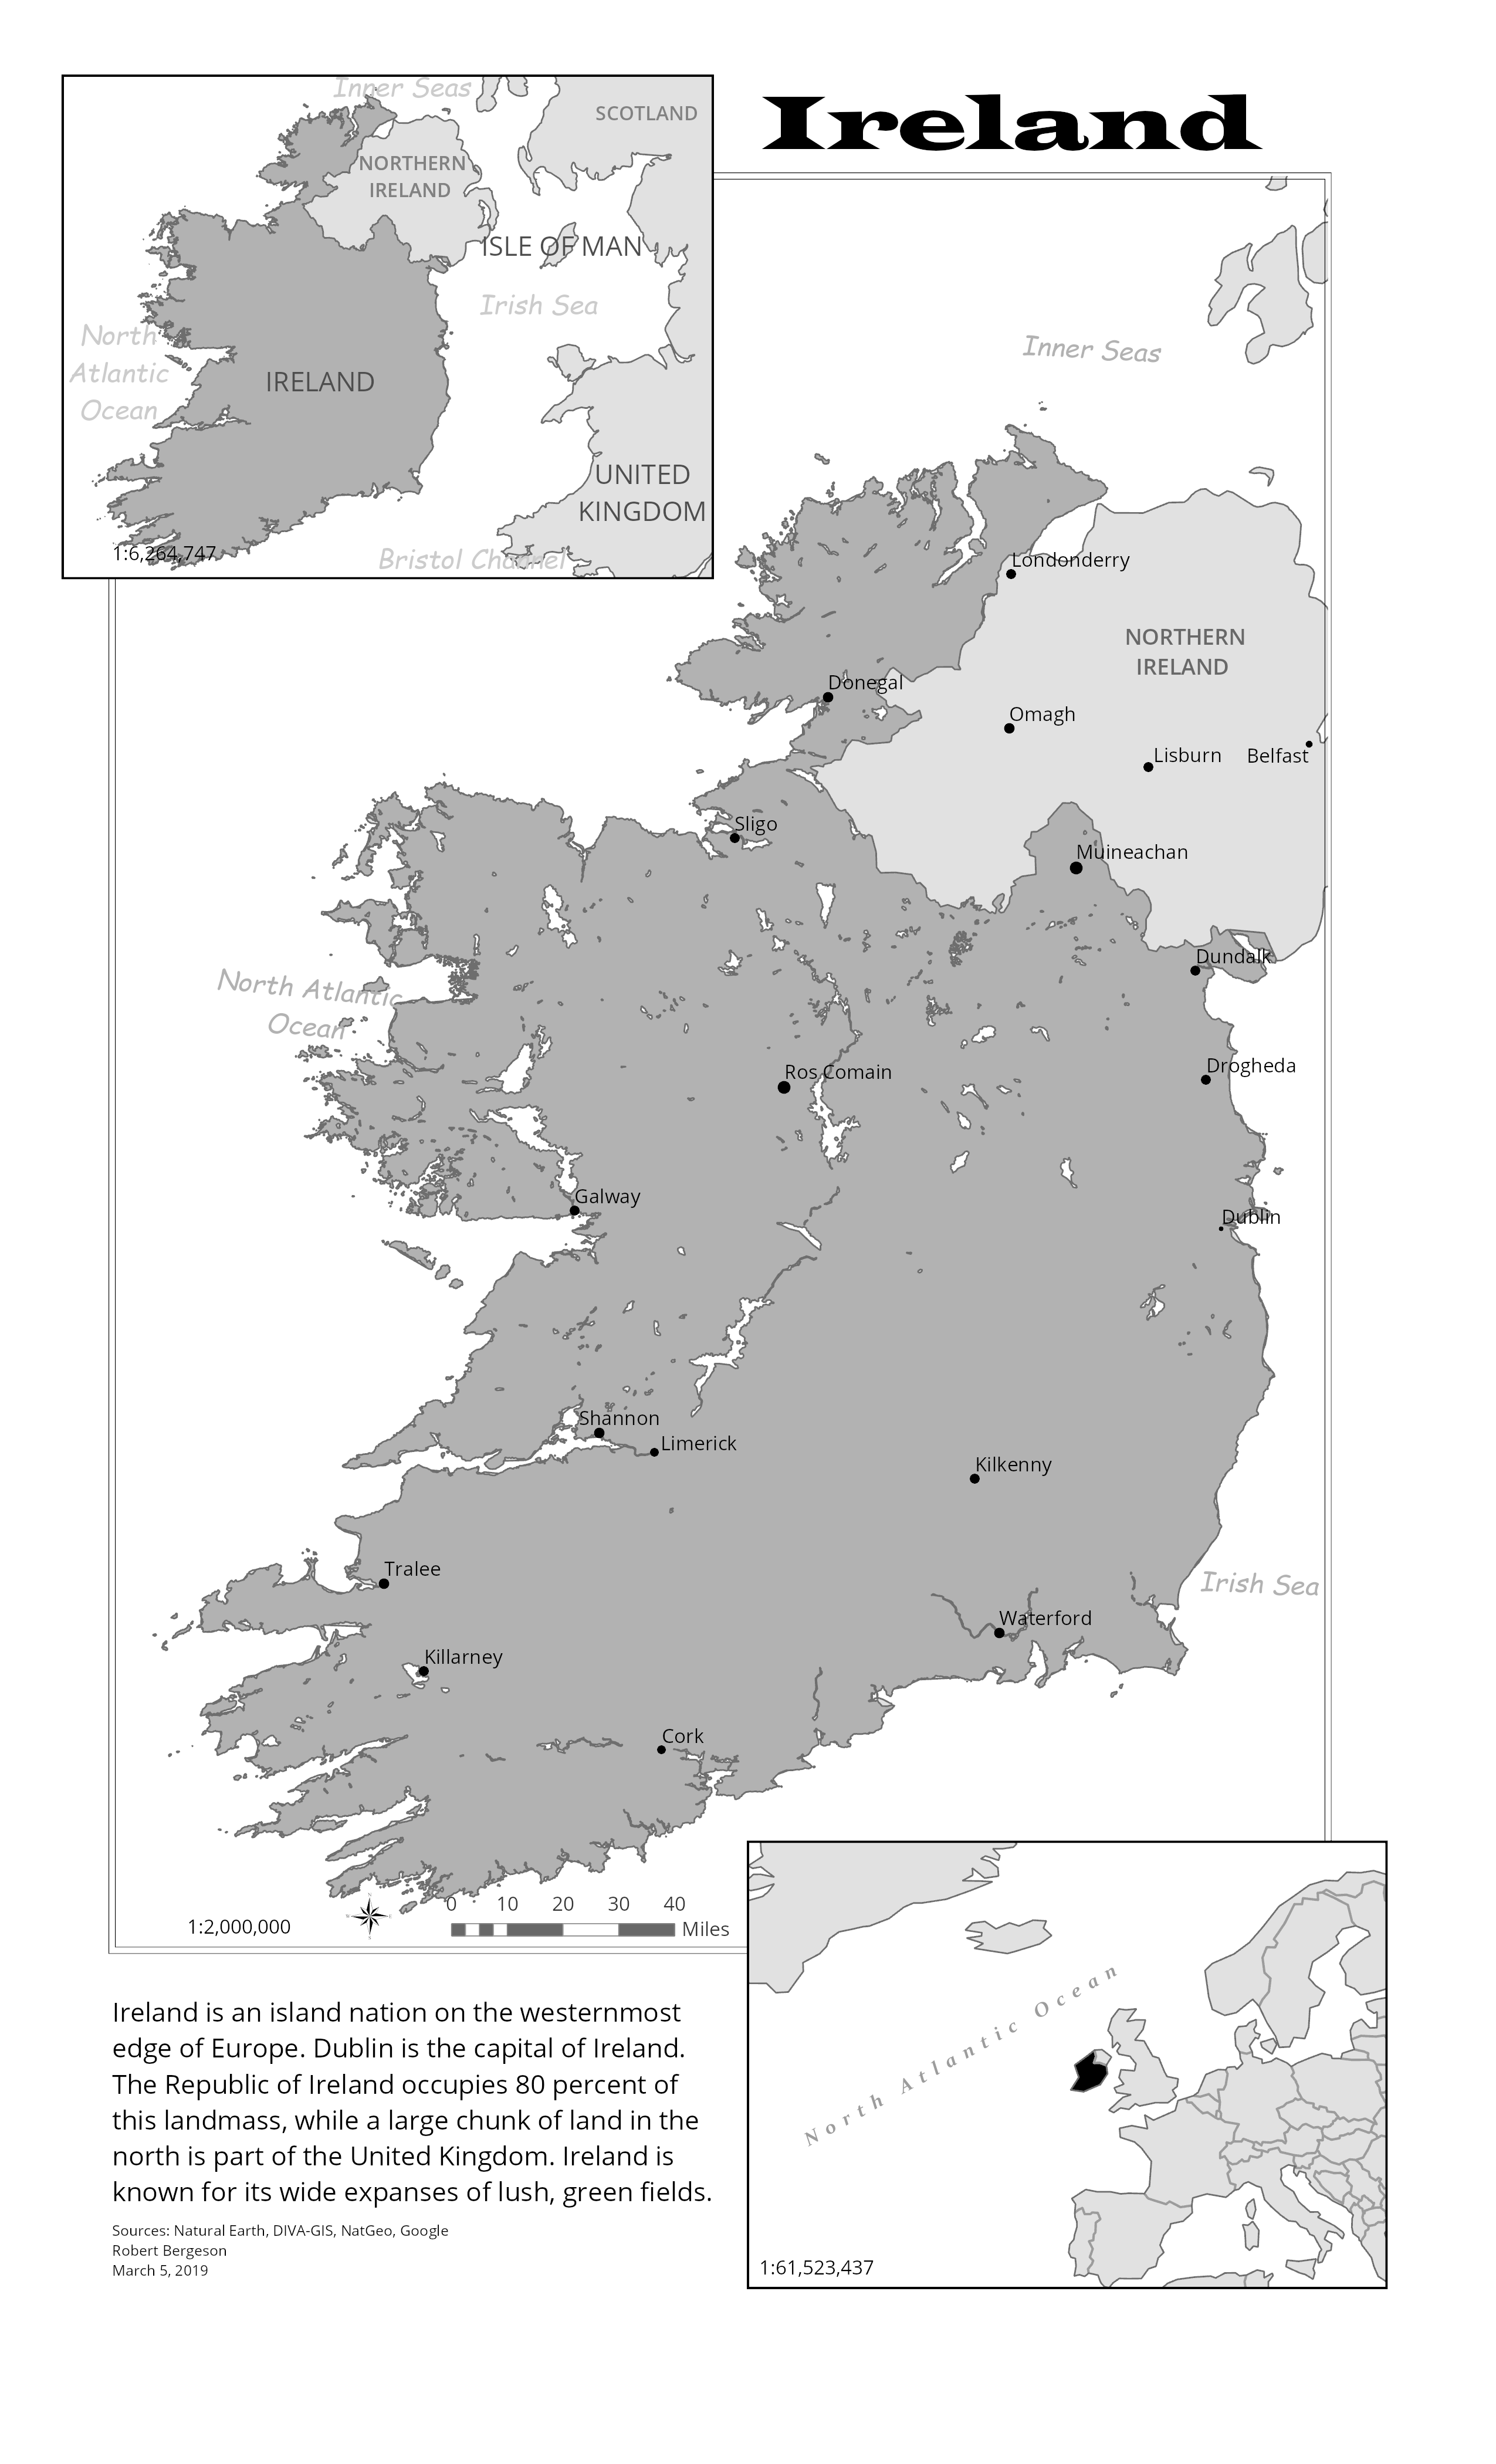 Ireland
Inner Seas
SCOTLAND
NORTHERN
IRELAND
ISLE OF MAN
Irish Sea
North
Atlantic
Ocean
IRELAND
UNITED
KINGDOM
Bristol Channel
1:6,264,747
Inner Seas
Londonderry
NORTHERN
IRELAND
Donegal
Omagh
Lisburn
Belfast
Sligo
Muineachan
Dundalk
North Atlantic
Ocean
Drogheda
Ros Comain
Galway
Dublin
Shannon
Limerick
Kilkenny
Tralee
Irish Sea
Waterford
Killarney
Cork
0 10 20 30 40
Miles
1:2,000,000
North Atlantic Ocean
1:61,523,437
Ireland is an island nation on the westernmost
edge of Europe. Dublin is the capital of Ireland.
The Republic of Ireland occupies 80 percent of
this landmass, while a large chunk of land in the
north is part of the United Kingdom. Ireland is
known for its wide expanses of lush, green fields.
Sources: Natural Earth, DIVA-GIS, NatGeo, Google
Robert Bergeson
March 5, 2019